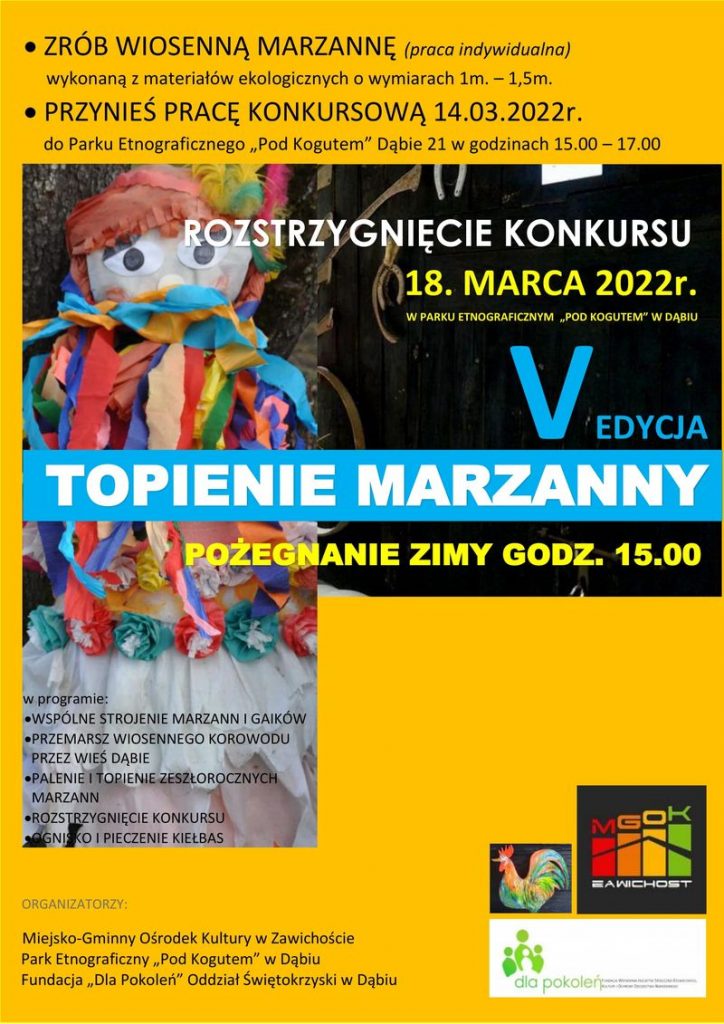 • ZRÓB WIOSENNĄ MARZANNĘ (praca indywidualna)
wykonaną z materiałów ekologicznych o wymiarach 1m. – 1,5m.
• PRZYNIEŚ PRACĘ KONKURSOWĄ 14.03.2022r.
do Parku Etnograficznego „Pod Kogutem” Dąbie 21 w godzinach 15.00 – 17.00
ROZSTRZYGNIĘCIE KONKURSU
18. MARCA 2022r.
W PARKU ETNOGRAFICZNYM „POD KOGUTEM” W DĄBIU
V EDYCJA
TOPIENIE MARZANNY
POŻEGNANIE ZIMY GODZ. 15.00
w programie:
•WSPÓLNE STROJENIE MARZANN I GAIKÓW
•PRZEMARSZ WIOSENNEGO KOROWODU
PRZEZ WIEŚ DĄBIE
•PALENIE I TOPIENIE ZESZŁOROCZNYCH
MARZANN
•ROZSTRZYGNIĘCIE KONKURSU
•OGNISKO I PIECZENIE KIEŁBAS
MGOK
ZAWICHOST
ORGANIZATORZY:
Miejsko-Gminny Ośrodek Kultury w Zawichoście
Park Etnograficzny „Pod Kogutem” w Dąbiu
Fundacja „Dla Pokoleń” Oddział Świętokrzyski w Dąbiu
dla pokoleń